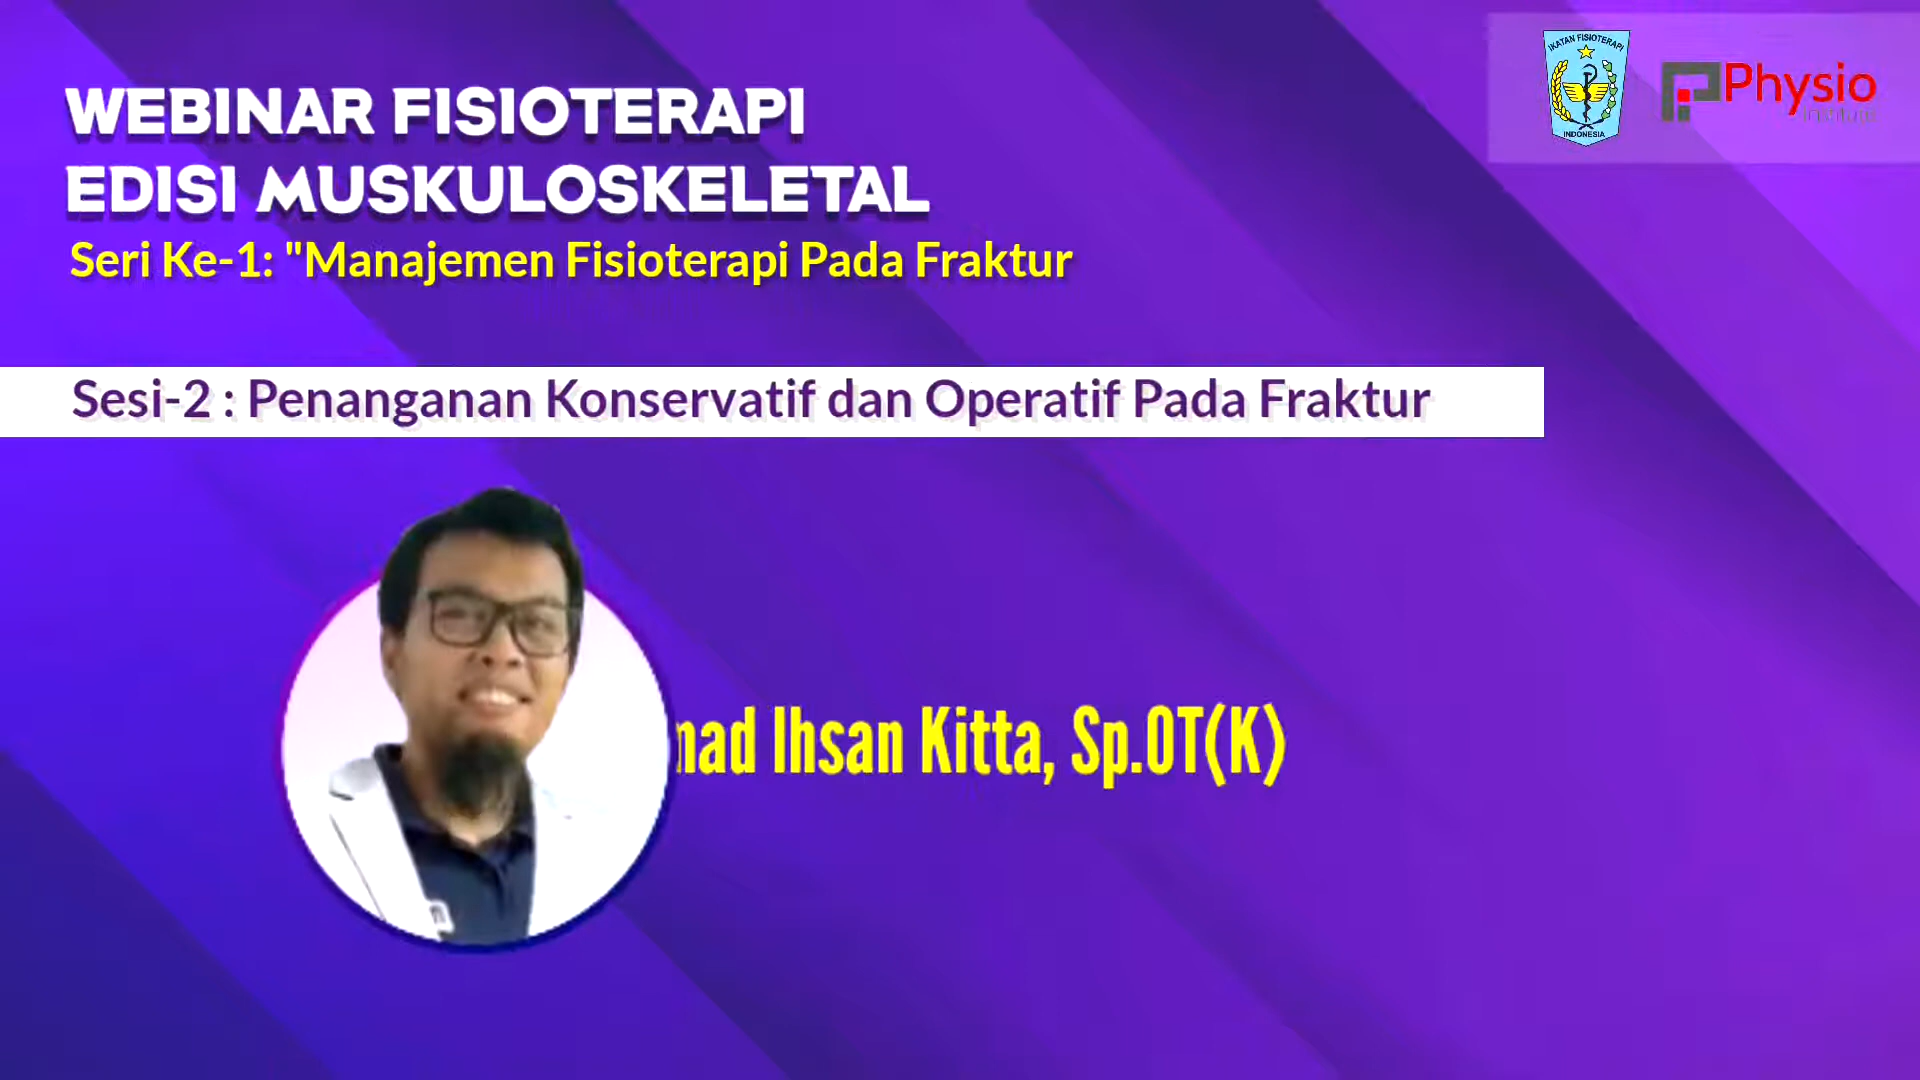 IKATAN FISIOTERAPI
INDONESIA
Physio
WEBINAR FISIOTERAPI
EDISI MUSKULOSKELETAL
Seri Ke-1: "Manajemen Fisioterapi Pada Fraktur
Sesi-2 : Penanganan Konservatif dan Operatif Pada Fraktur
Ihsan Kitta, Sp.OT(K)